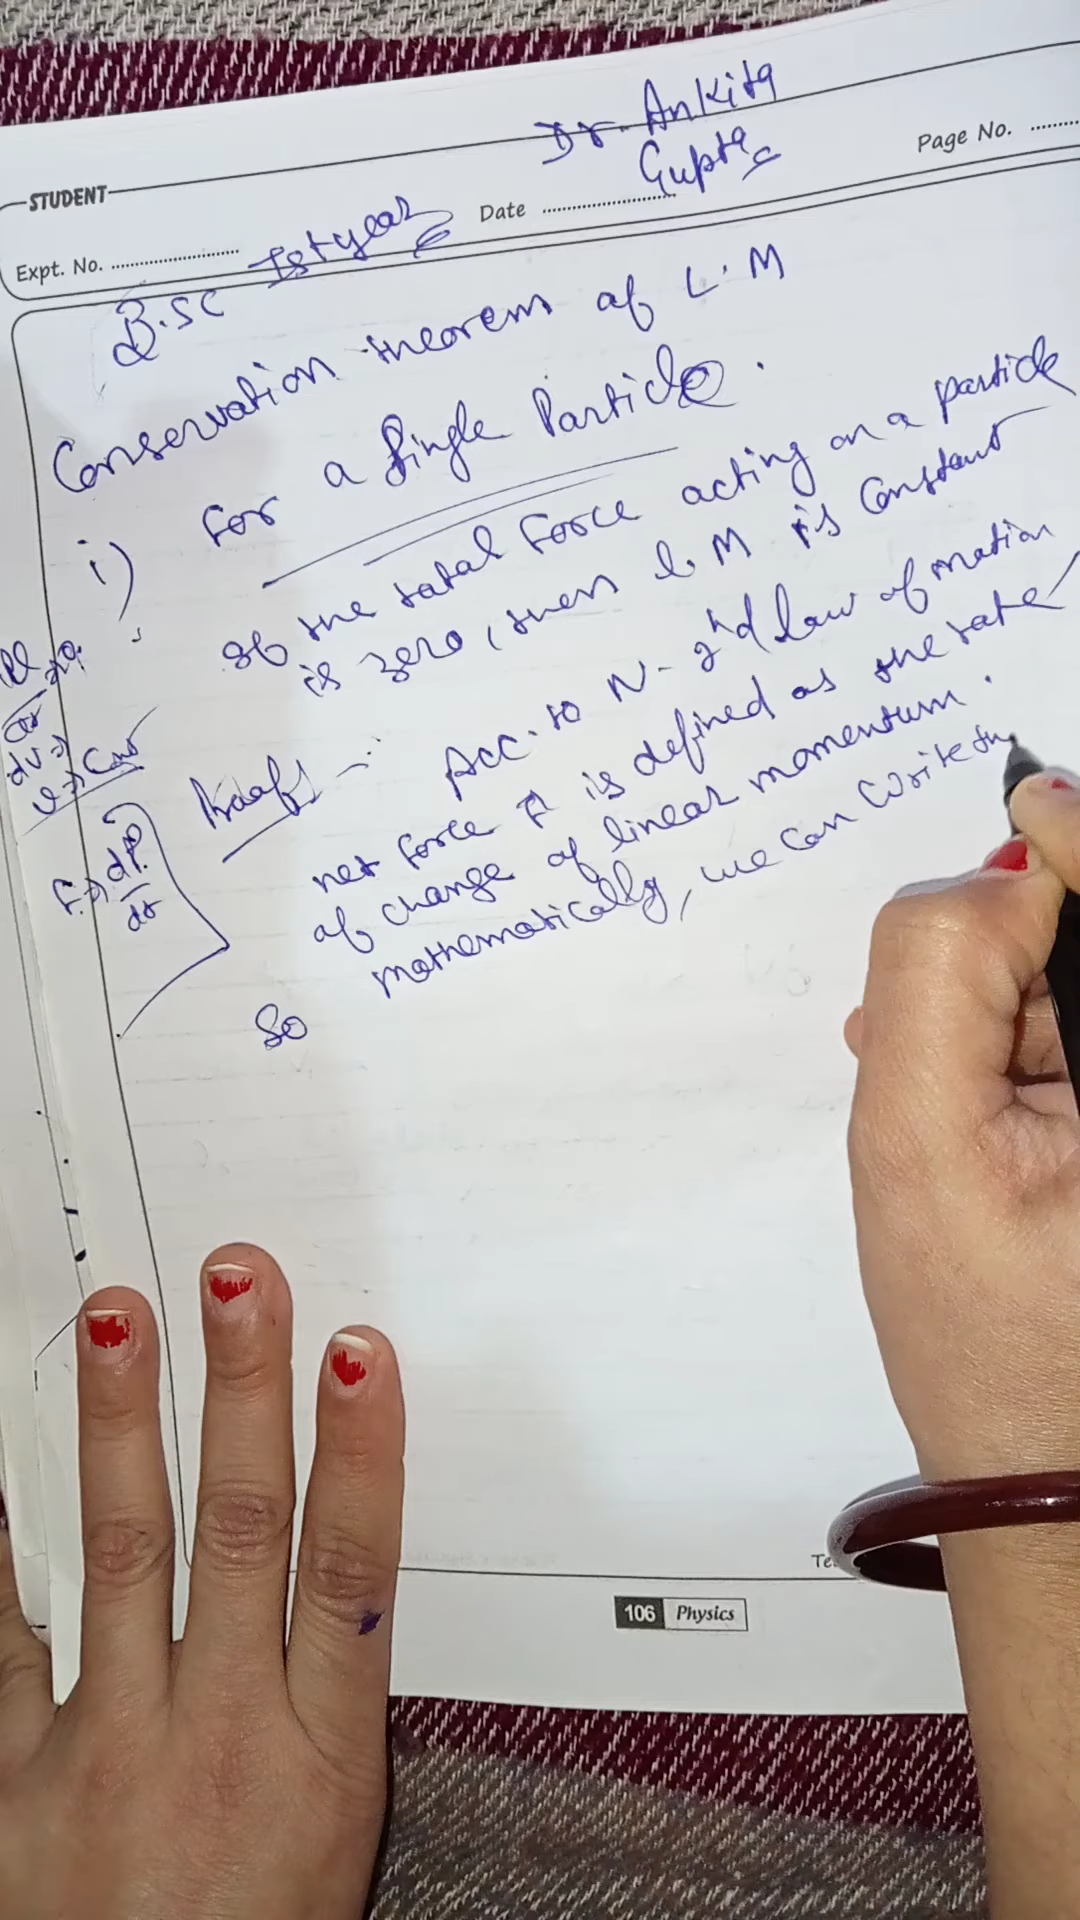 Dr. Ankita
Gupta
STUDENT
Page No. ........
Expt. No. ........................ Ist year
Date ........................
B.SC
Conservation theorem of L.M
for a Single Particle.
i)
If the total force acting on a particle
is zero, then L.M is constant
Proof :- Acc. to N- 2nd law of motion
net force F is defined as the rate
of change of linear momentum.
So mathematically, we can write
F dP
dt
106 Physics